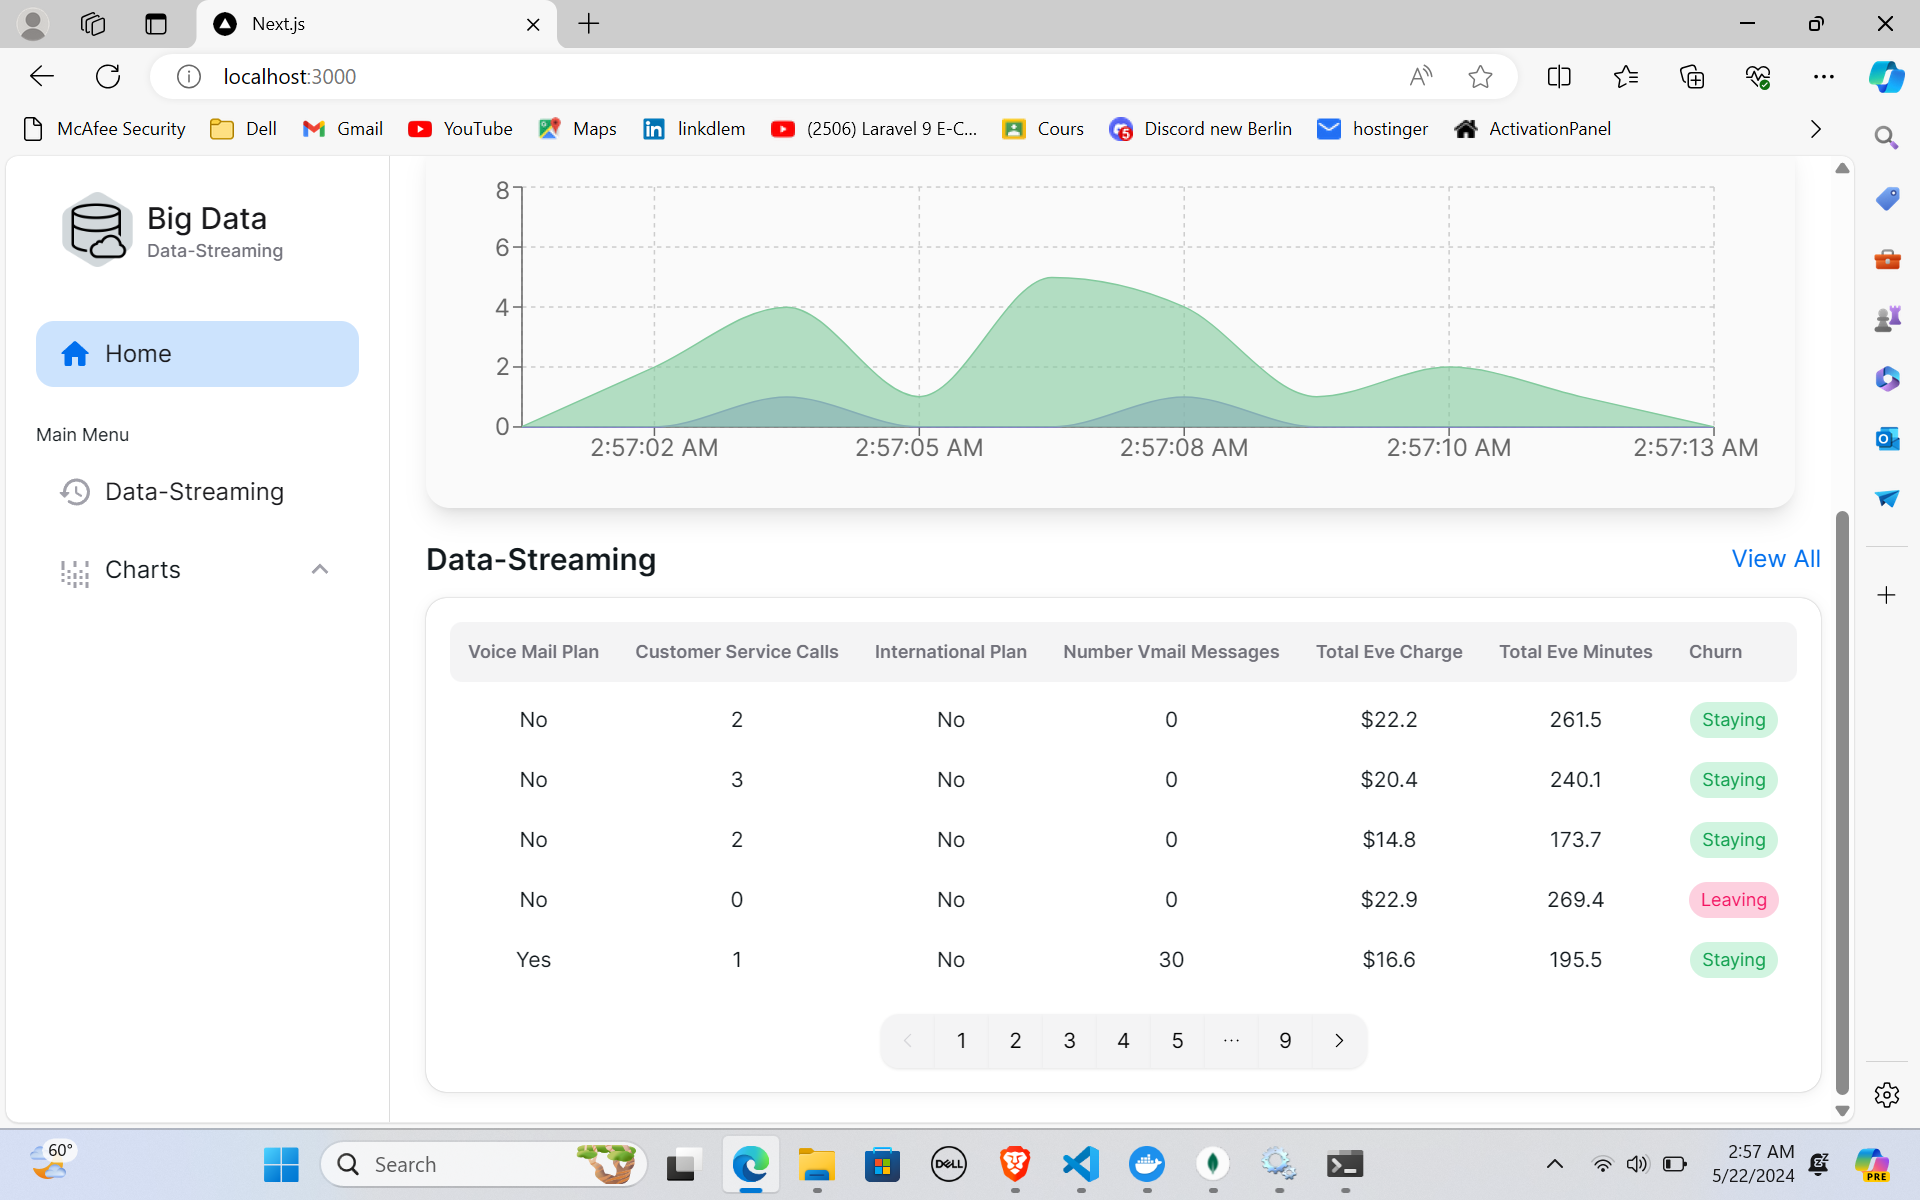 Next.js
localhost:3000
McAfee Security Dell Gmail YouTube Maps linkdlem (2506) Laravel 9 E-C... Cours Discord new Berlin hostinger ActivationPanel
Big Data
Data-Streaming
Home
Main Menu
Data-Streaming
Charts
8
6
4
2
0
2:57:02 AM 2:57:05 AM 2:57:08 AM 2:57:10 AM 2:57:13 AM
Data-Streaming View All
Voice Mail Plan Customer Service Calls International Plan Number Vmail Messages Total Eve Charge Total Eve Minutes Churn
No 2 No 0 $22.2 261.5 Staying
No 3 No 0 $20.4 240.1 Staying
No 2 No 0 $14.8 173.7 Staying
No 0 No 0 $22.9 269.4 Leaving
Yes 1 No 30 $16.6 195.5 Staying
1 2 3 4 5 ... 9
60°
Search
DELL
2:57 AM
5/22/2024
PRE